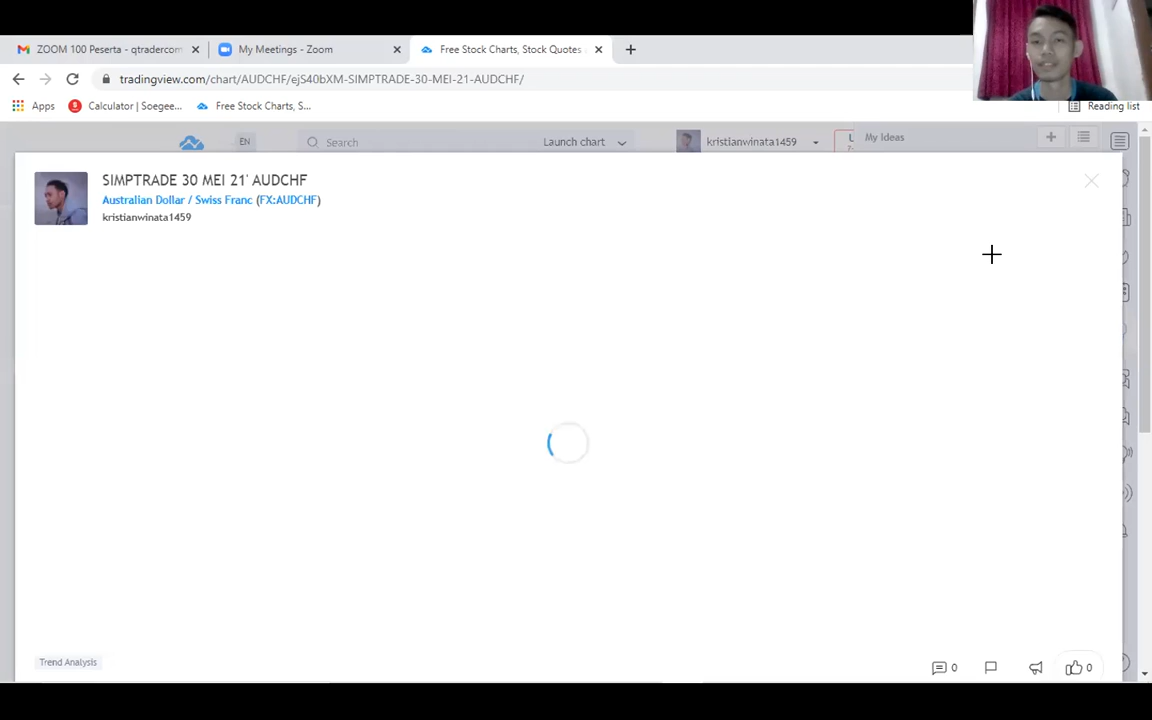 ZOOM 100 Peserta - qtradercom
My Meetings - Zoom
Free Stock Charts, Stock Quotes
tradingview.com/chart/AUDCHF/ejS40bXM-SIMPTRADE-30-MEI-21-AUDCHF/
Apps
Calculator | Soegee...
Free Stock Charts, S...
Reading list
EN
Search
Launch chart
kristianwinata1459
My Ideas
SIMPTRADE 30 MEI 21' AUDCHF
Australian Dollar / Swiss Franc (FX:AUDCHF)
kristianwinata1459
Trend Analysis
0
0